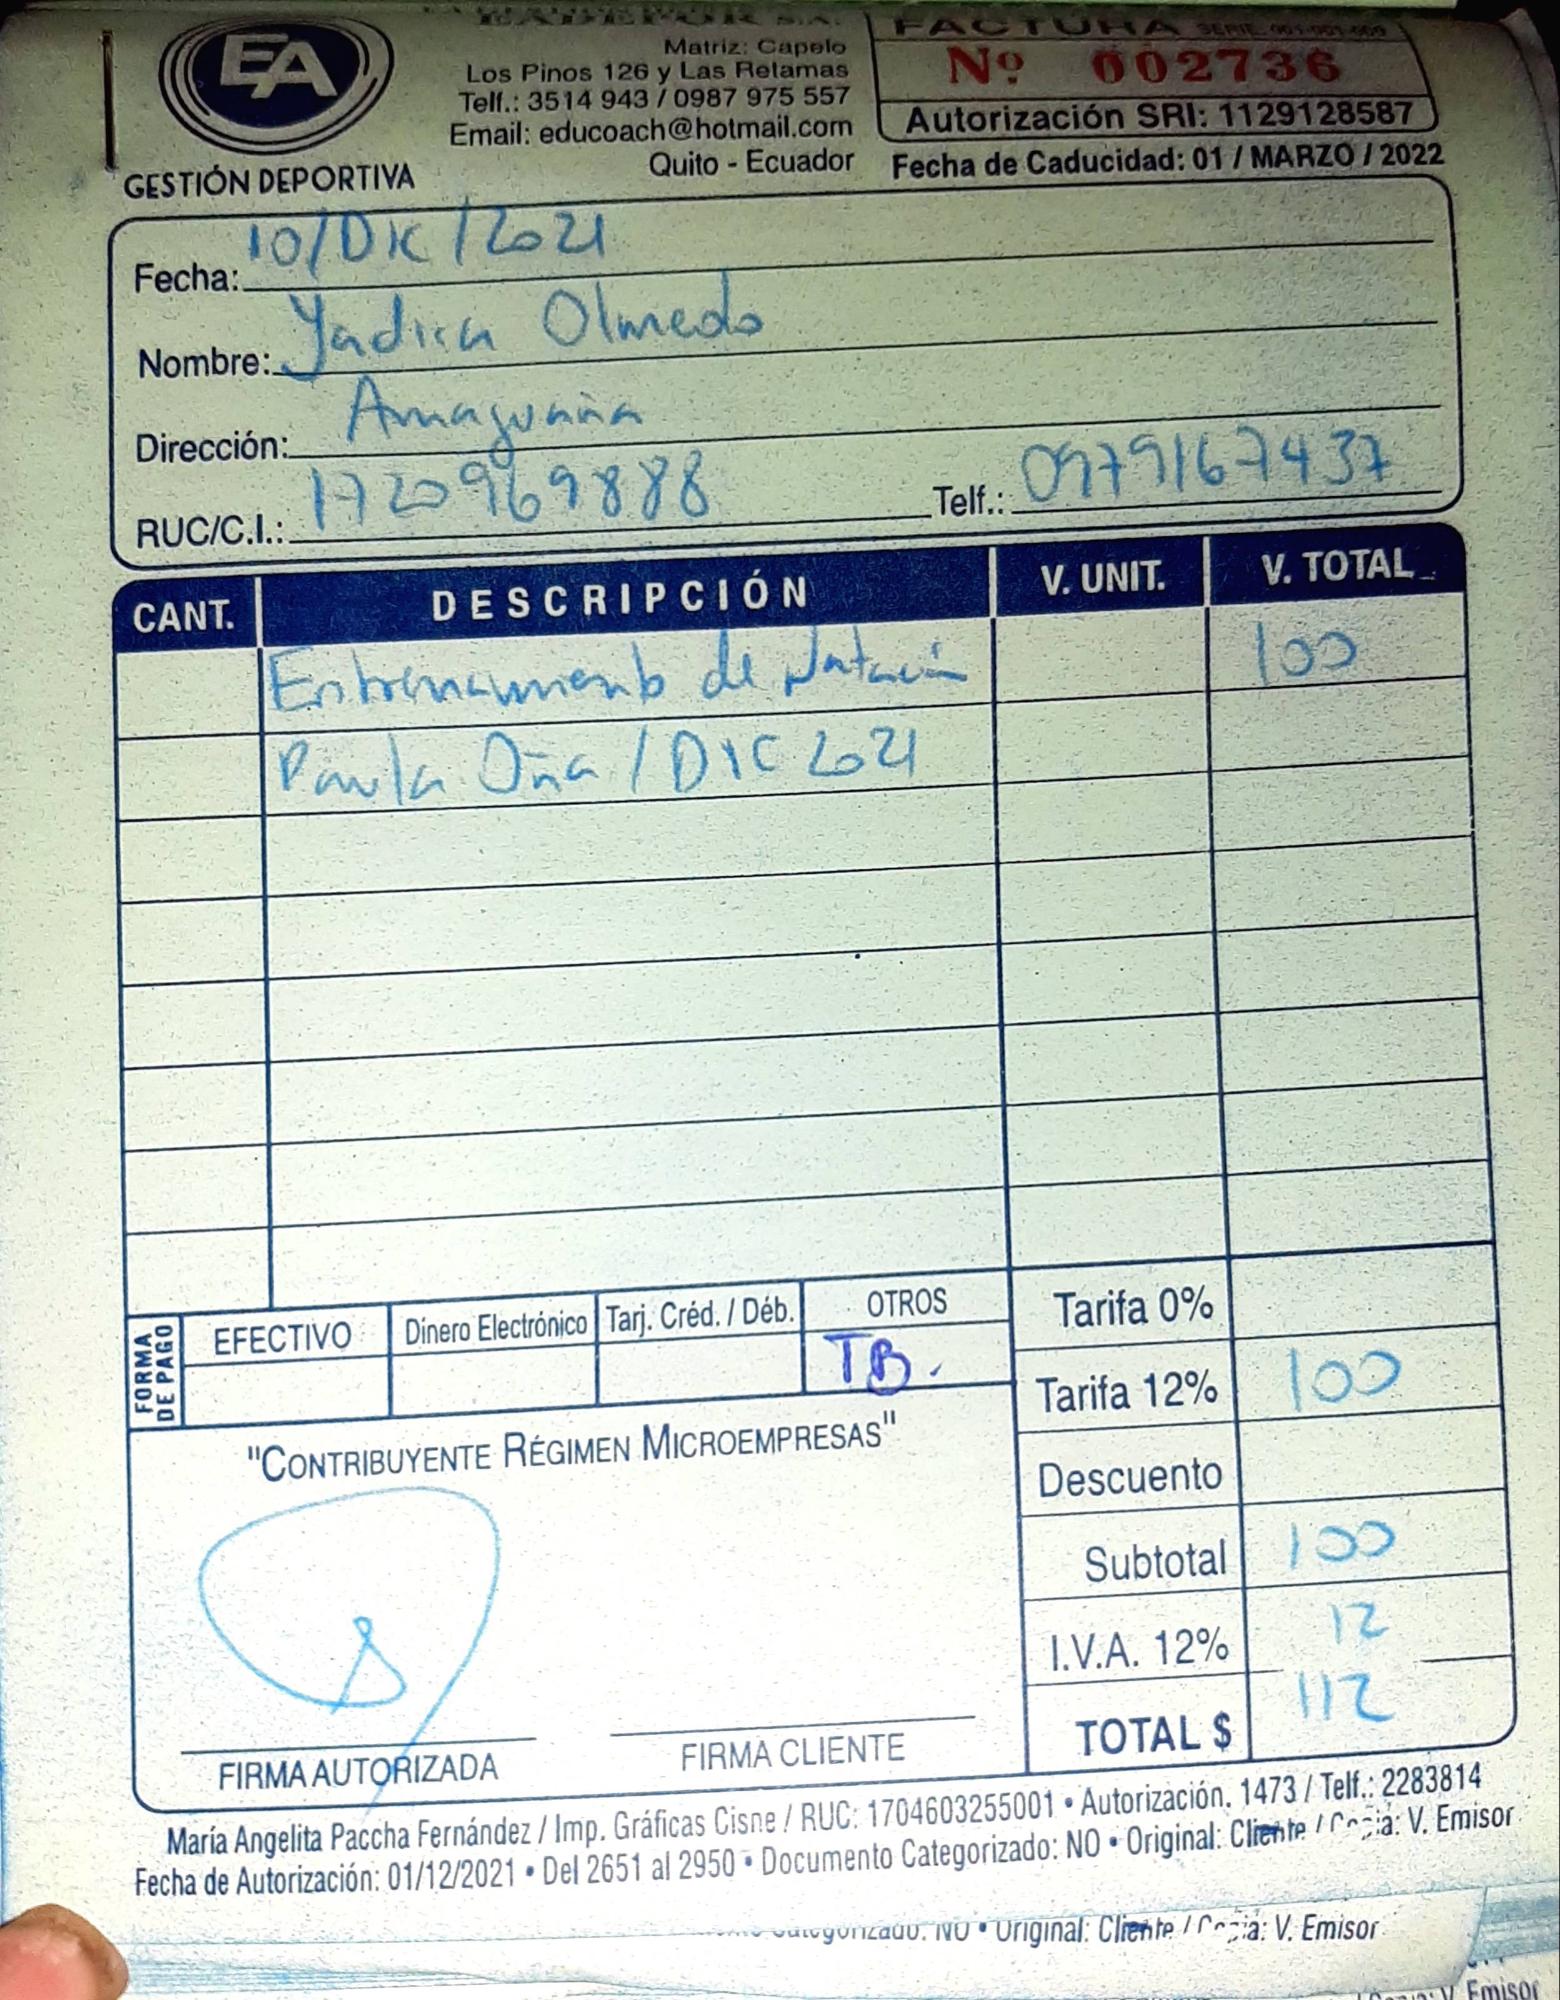 EA
GESTIÓN DEPORTIVA
EADEPOR S.A.
Matriz: Capelo
Los Pinos 126 y Las Retamas
Telf.: 3514 943 / 0987 975 557
Email: educoach@hotmail.com
Quito - Ecuador
FACTURA SERIE 001-001-000
Nº 002736
Autorización SRI: 1129128587
Fecha de Caducidad: 01 / MARZO / 2022
Fecha: 10/DIC/2021
Nombre: Yadira Olmedo
Dirección: Amaguaña
RUC/C.I.: 1720969888 Telf.: 0979167437
CANT. DESCRIPCIÓN V. UNIT. V. TOTAL
Entrenamiento de Natación 100
Paula Oña / DIC 2021
FORMA DE PAGO
EFECTIVO Dinero Electrónico Tarj. Créd. / Déb. OTROS
TB.
Tarifa 0%
Tarifa 12% 100
Descuento
Subtotal 100
I.V.A. 12% 12
TOTAL $ 112
"CONTRIBUYENTE RÉGIMEN MICROEMPRESAS"
FIRMA AUTORIZADA FIRMA CLIENTE
María Angelita Paccha Fernández / Imp. Gráficas Cisne / RUC: 1704603255001 • Autorización. 1473 / Telf.: 2283814
Fecha de Autorización: 01/12/2021 • Del 2651 al 2950 • Documento Categorizado: NO • Original: Cliente / Copia: V. Emisor
Categorizado: NO • Original: Cliente / Copia: V. Emisor
V. Emisor